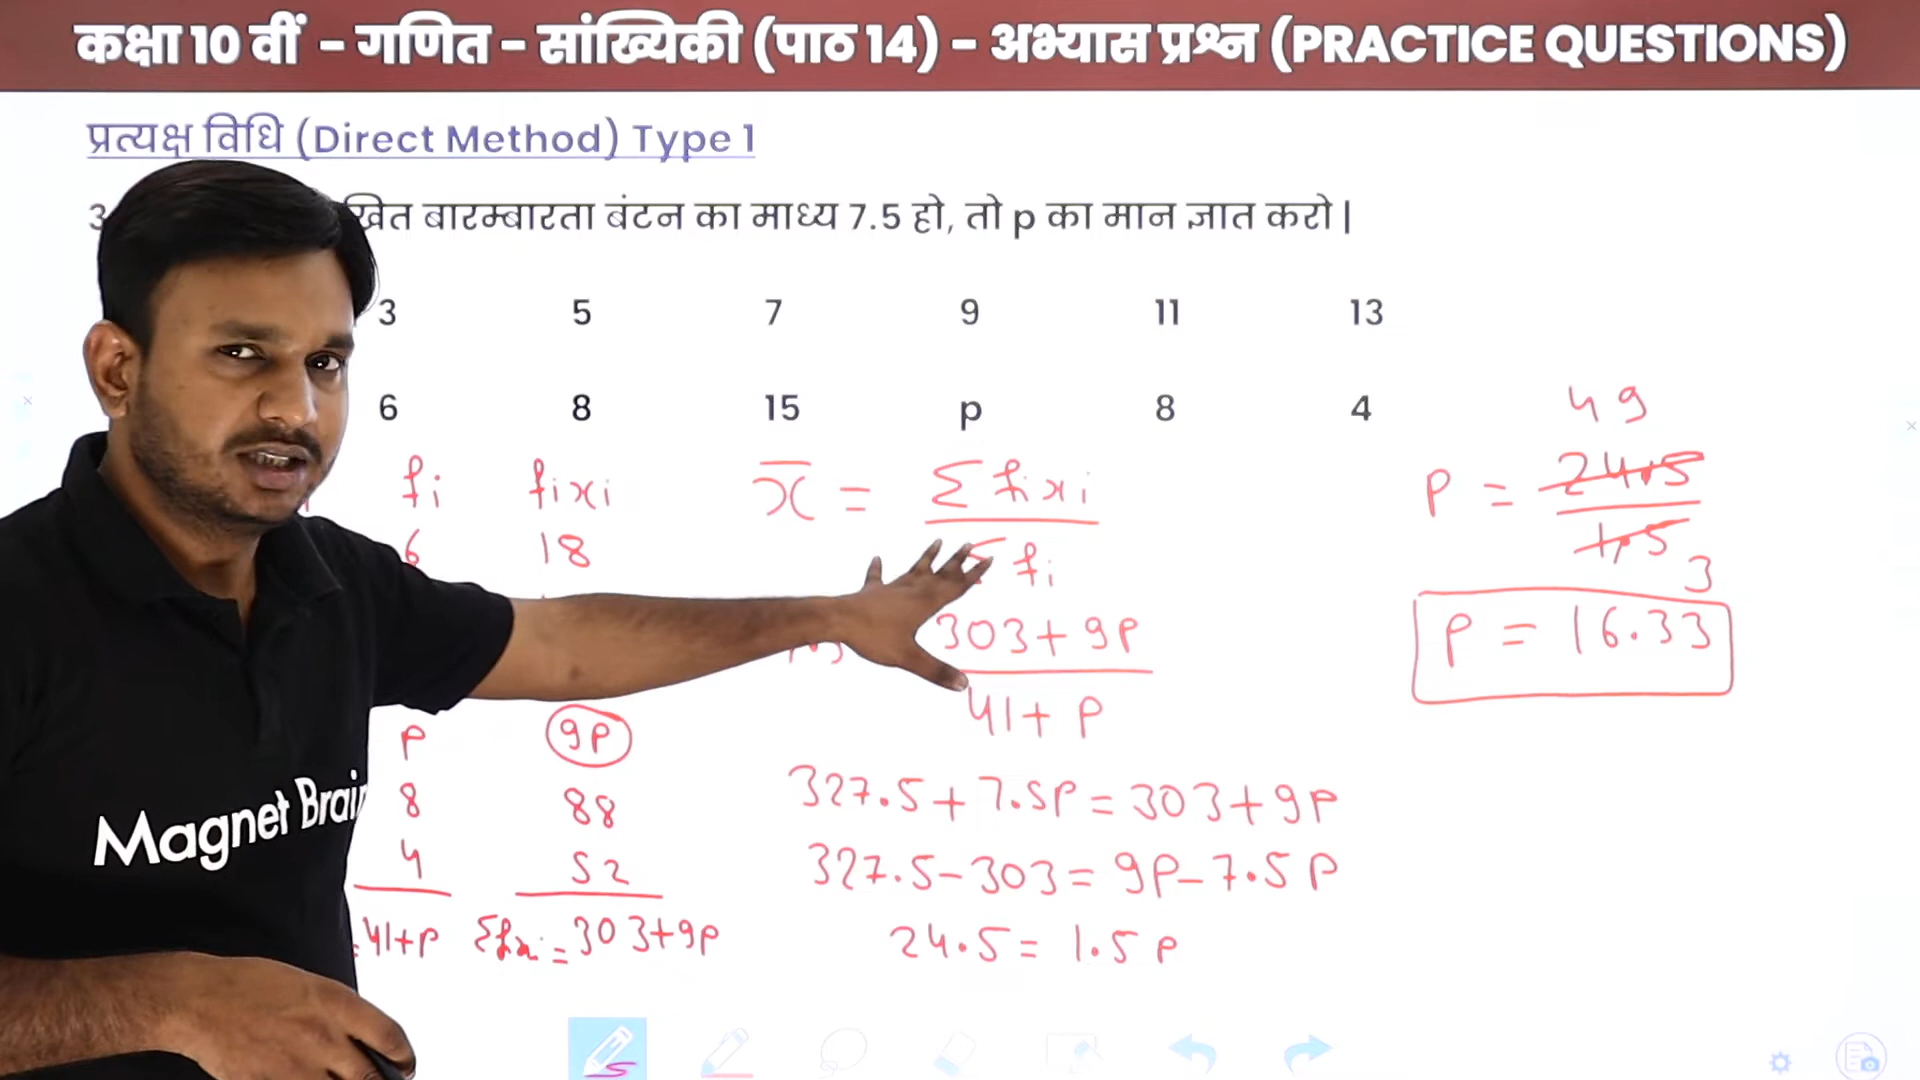 कक्षा 10 वीं - गणित - सांख्यिकी (पाठ 14) - अभ्यास प्रश्न (PRACTICE QUESTIONS)
प्रत्यक्ष विधि (Direct Method) Type 1
बारम्बारता बंटन का माध्य 7.5 हो, तो p का मान ज्ञात करो |
3 5 7 9 11 13
6 8 15 p 8 4
fi fixi
6 18
P 9P
8 88
4 52
41+P Σfixi = 303+9P
x̄ = Σfixi / Σfi
303+9P / 41+P
327.5+7.5P = 303+9P
327.5-303 = 9P-7.5P
24.5 = 1.5P
49
P = 24.5 / 1.5
3
P = 16.33
Magnet Brain